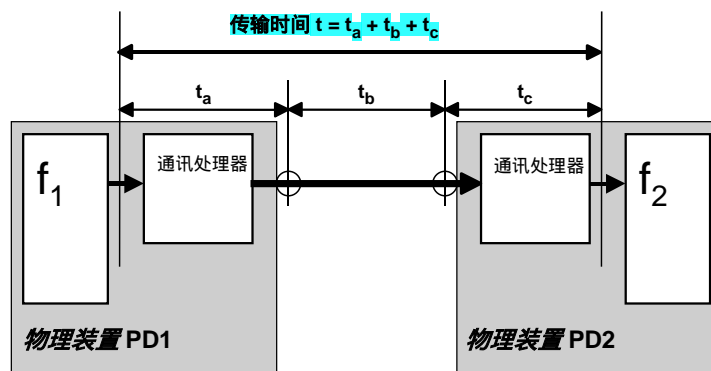 传输时间 t = ta + tb + tc
ta
tb
tc
f1
通讯处理器
通讯处理器
f2
物理装置 PD1
物理装置 PD2